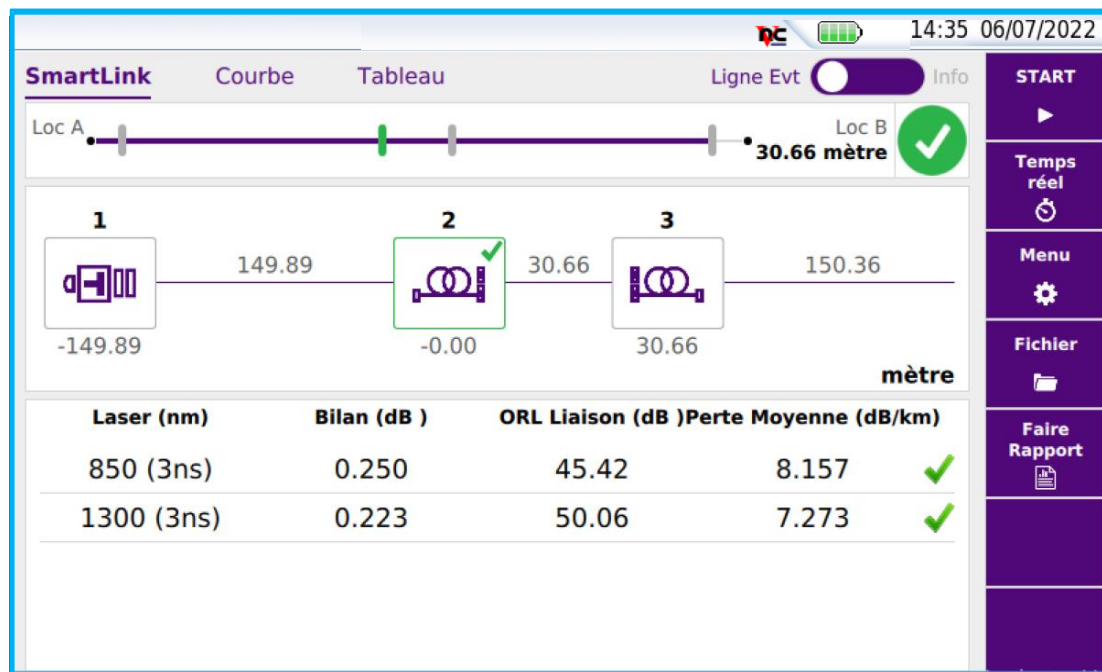 14:35 06/07/2022
SmartLink Courbe Tableau Ligne Evt Info
START
Loc A Loc B
30.66 mètre
Temps
réel
1 2 3
149.89 30.66 150.36
-149.89 -0.00 30.66
mètre
Menu
Fichier
Laser (nm) Bilan (dB ) ORL Liaison (dB )Perte Moyenne (dB/km)
850 (3ns) 0.250 45.42 8.157
1300 (3ns) 0.223 50.06 7.273
Faire
Rapport